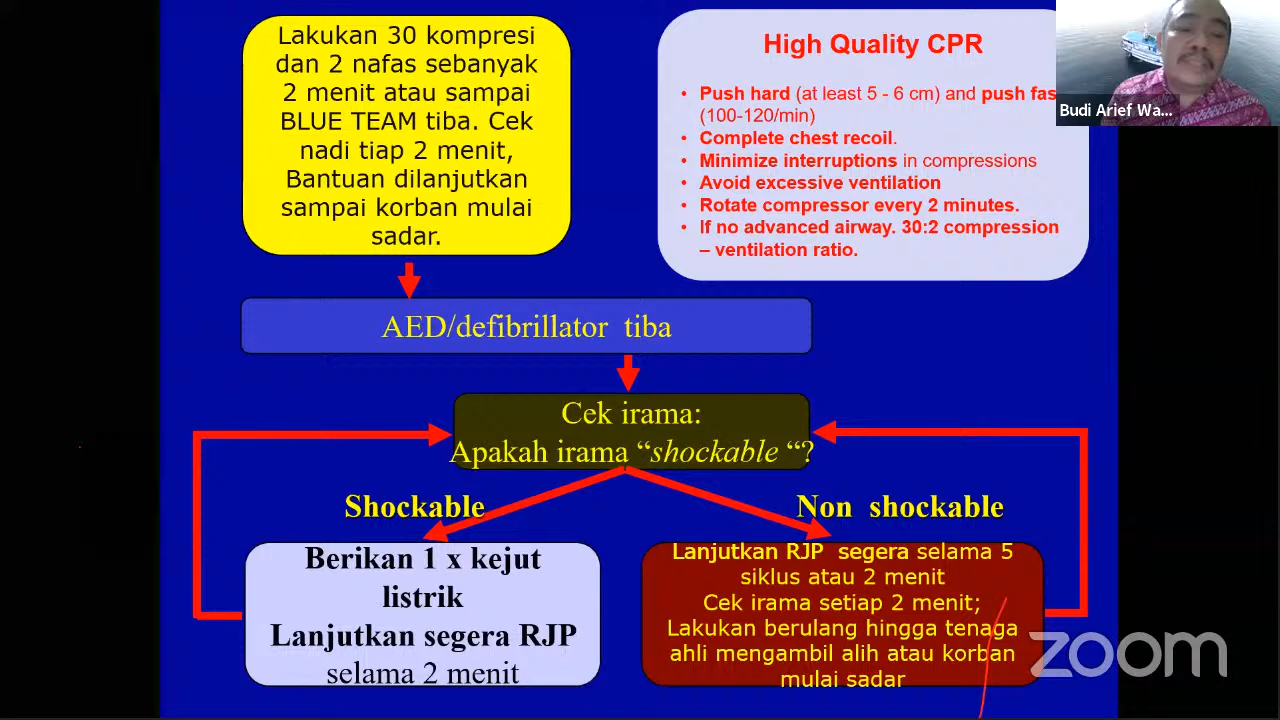 Lakukan 30 kompresi
dan 2 nafas sebanyak
2 menit atau sampai
BLUE TEAM tiba. Cek
nadi tiap 2 menit,
Bantuan dilanjutkan
sampai korban mulai
sadar.
High Quality CPR
• Push hard (at least 5 - 6 cm) and push fas
(100-120/min)
• Complete chest recoil.
• Minimize interruptions in compressions
• Avoid excessive ventilation
• Rotate compressor every 2 minutes.
• If no advanced airway. 30:2 compression
– ventilation ratio.
Budi Arief Wa...
AED/defibrillator tiba
Cek irama:
Apakah irama “shockable “?
Shockable
Non shockable
Berikan 1 x kejut
listrik
Lanjutkan segera RJP
selama 2 menit
Lanjutkan RJP segera selama 5
siklus atau 2 menit
Cek irama setiap 2 menit;
Lakukan berulang hingga tenaga
ahli mengambil alih atau korban
mulai sadar
zoom